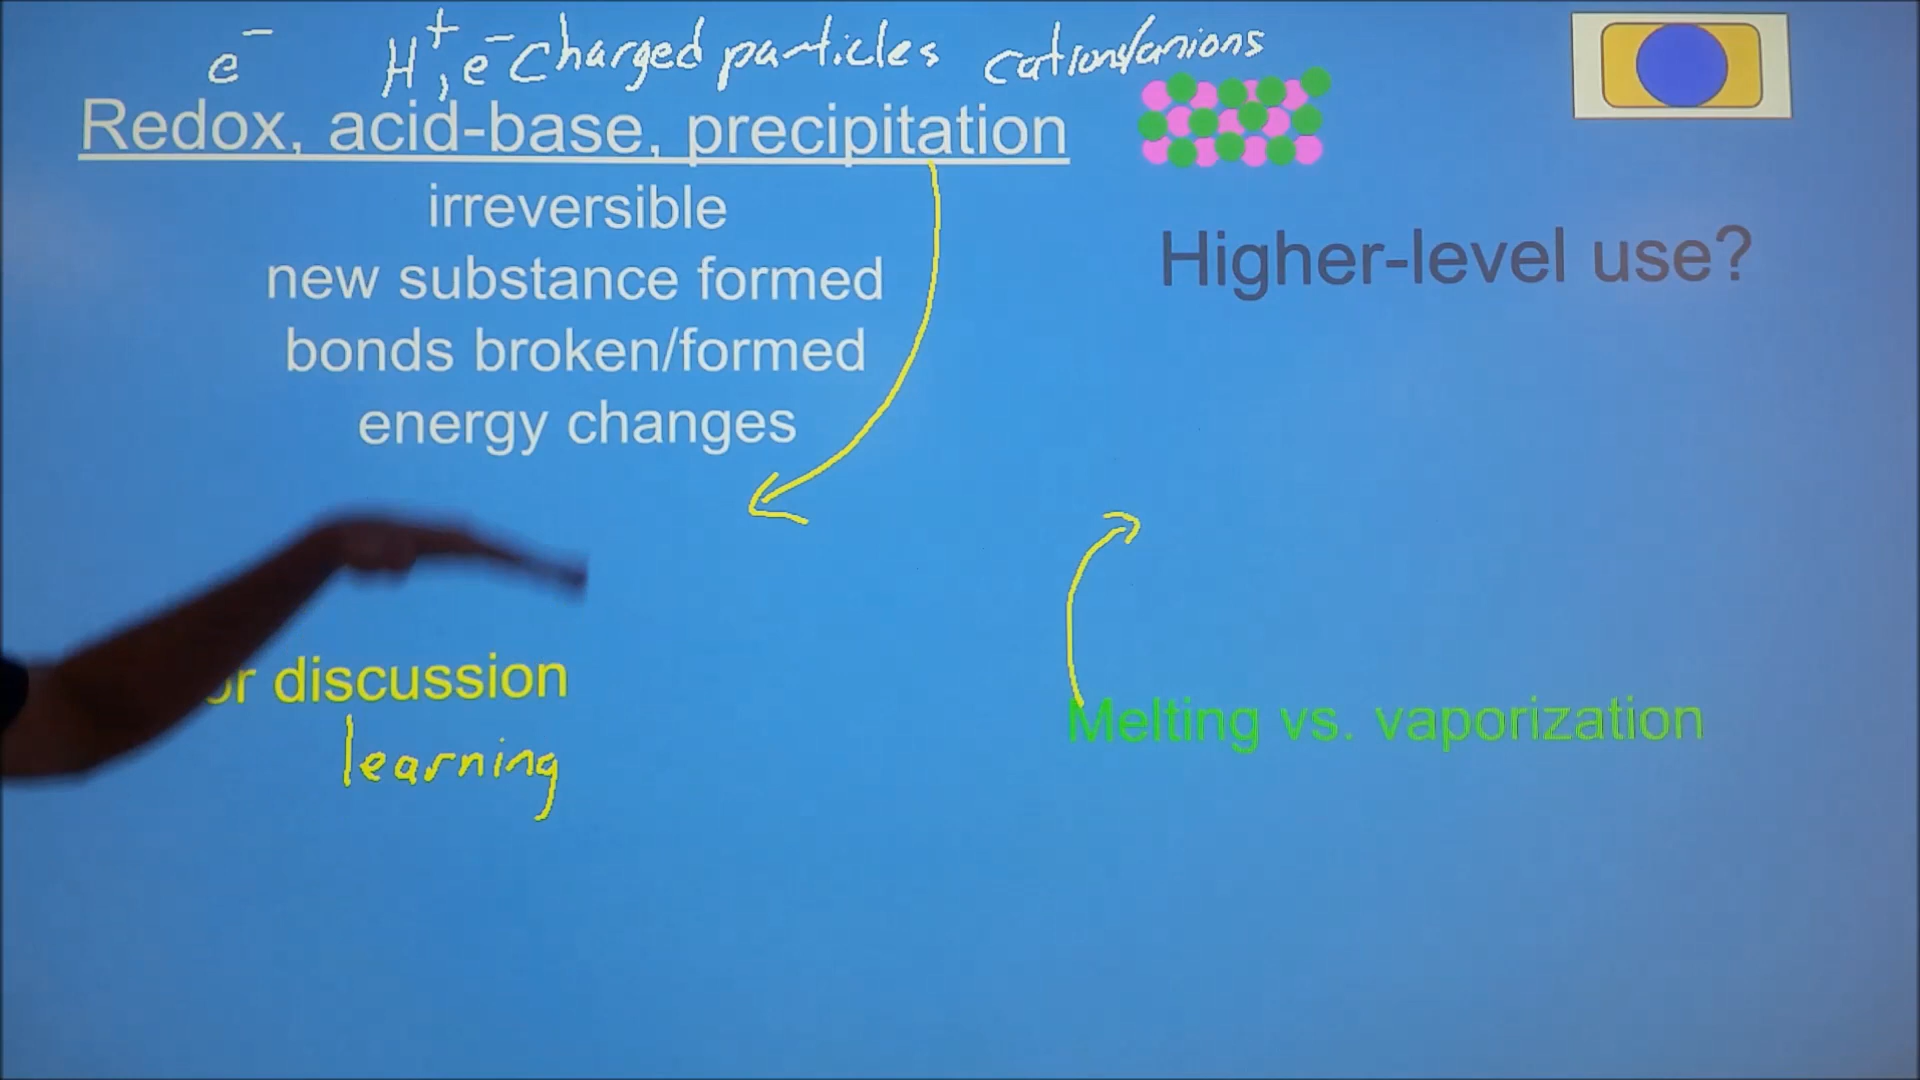 e⁻ H⁺, e⁻ charged particles cations/anions
Redox, acid-base, precipitation
irreversible
Higher-level use?
new substance formed
bonds broken/formed
energy changes
discussion
learning
Melting vs. vaporization